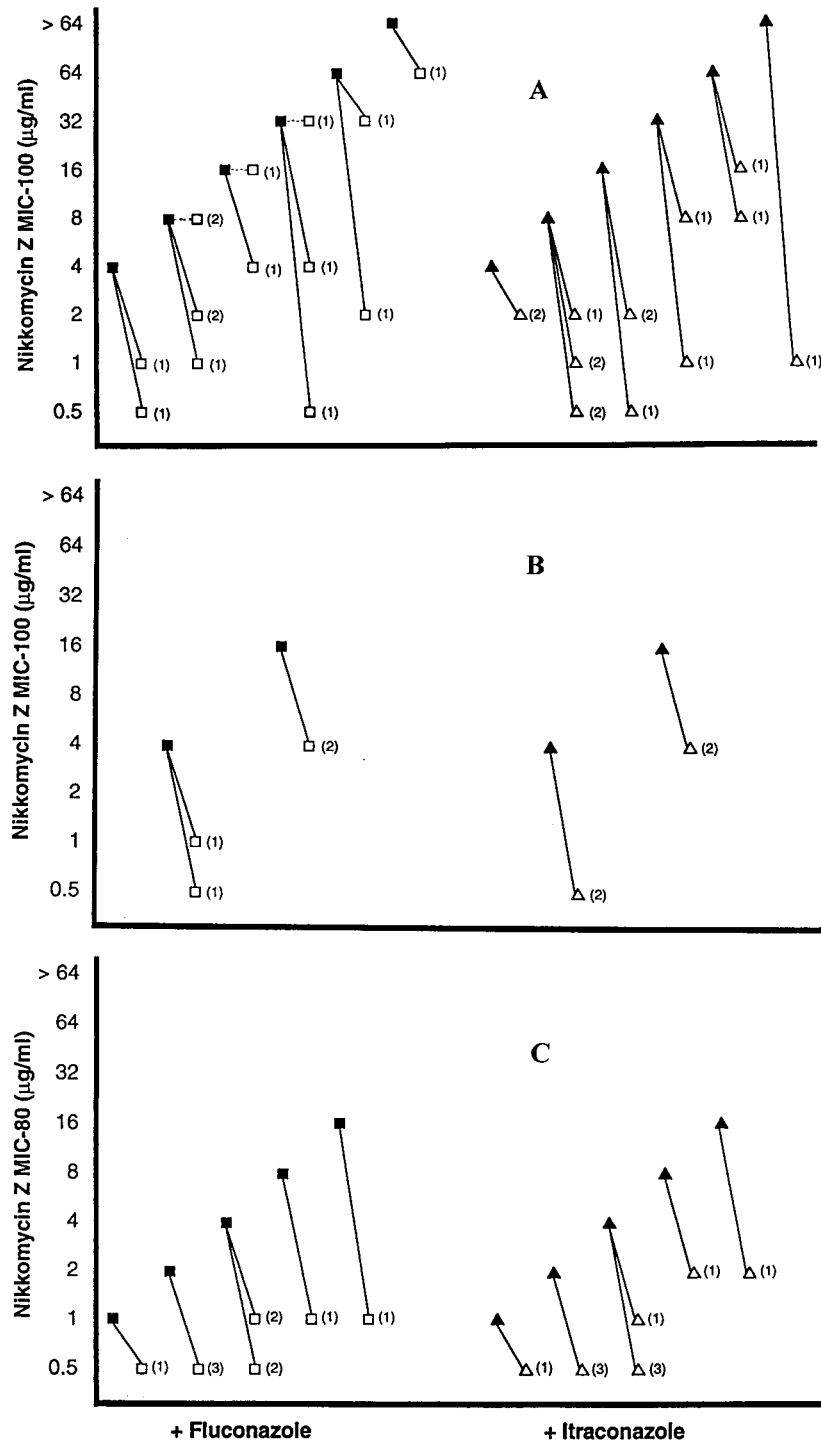 Nikkomycin Z MIC-100 (µg/ml)
A
> 64
(1)
64
(1)
32
(1) (1)
16
(1) (1)
8
(2) (1) (1)
4
(1) (1)
2
(2) (1) (2) (1) (2)
1
(1) (1) (2) (1) (1)
0.5
(1) (1) (2) (1)
Nikkomycin Z MIC-100 (µg/ml)
B
> 64
64
32
16
8
4
(2) (2)
2
1
(1)
0.5
(1) (2)
Nikkomycin Z MIC-80 (µg/ml)
C
> 64
64
32
16
8
4
2
(1) (1)
1
(2) (1) (1) (1)
0.5
(1) (3) (2) (1) (3) (3)
+ Fluconazole
+ Itraconazole